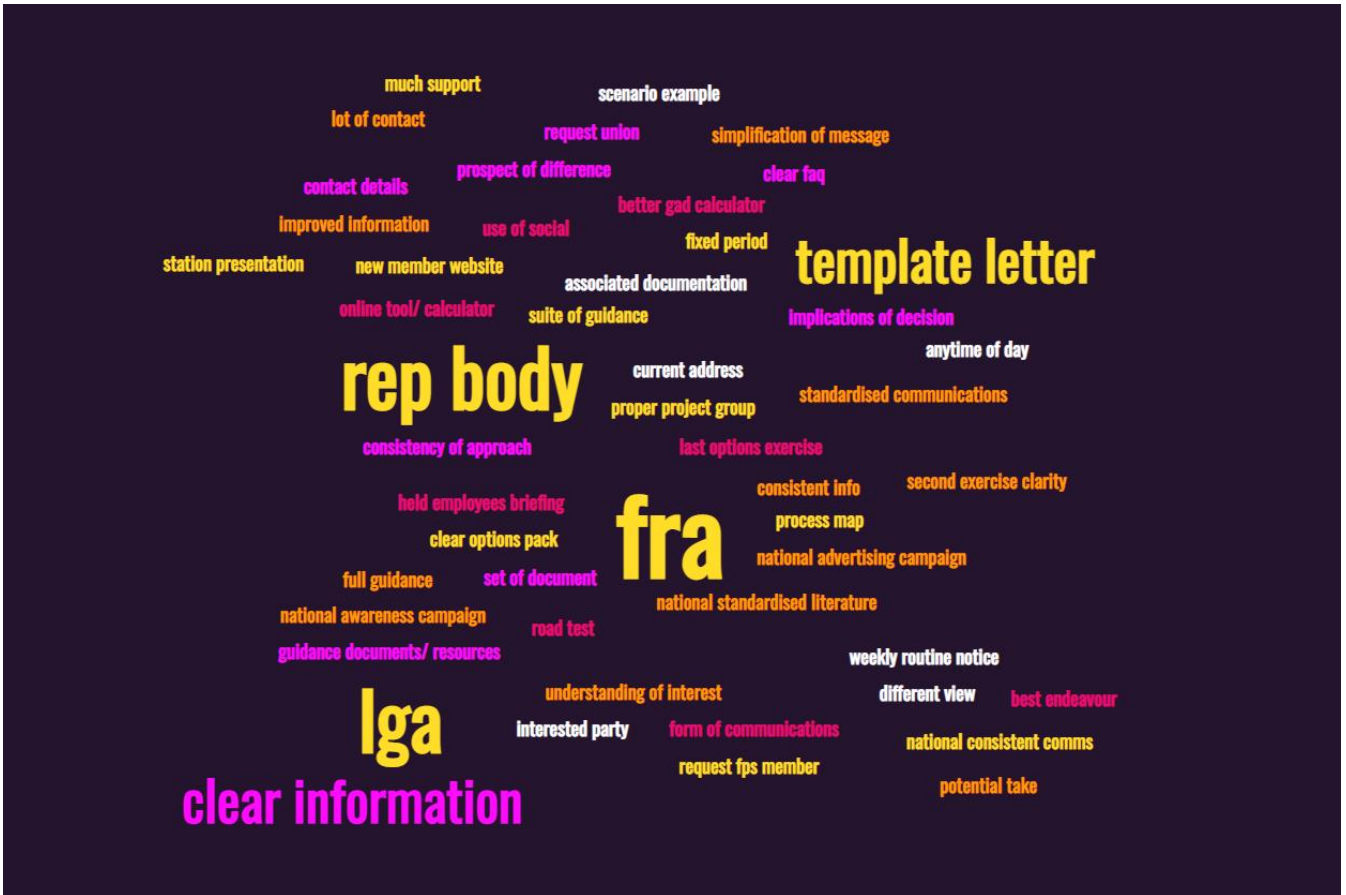 much support
scenario example
lot of contact
request union
simplification of message
prospect of difference
clear faq
contact details
better gad calculator
improved information
use of social
fixed period
template letter
station presentation
new member website
associated documentation
online tool/ calculator
suite of guidance
implications of decision
anytime of day
rep body
current address
standardised communications
proper project group
consistency of approach
last options exercise
consistent info
second exercise clarity
held employees briefing
process map
fra
clear options pack
national advertising campaign
full guidance
set of document
national standardised literature
national awareness campaign
road test
guidance documents/ resources
weekly routine notice
understanding of interest
different view
best endeavour
lga
interested party
form of communications
national consistent comms
request fps member
potential take
clear information